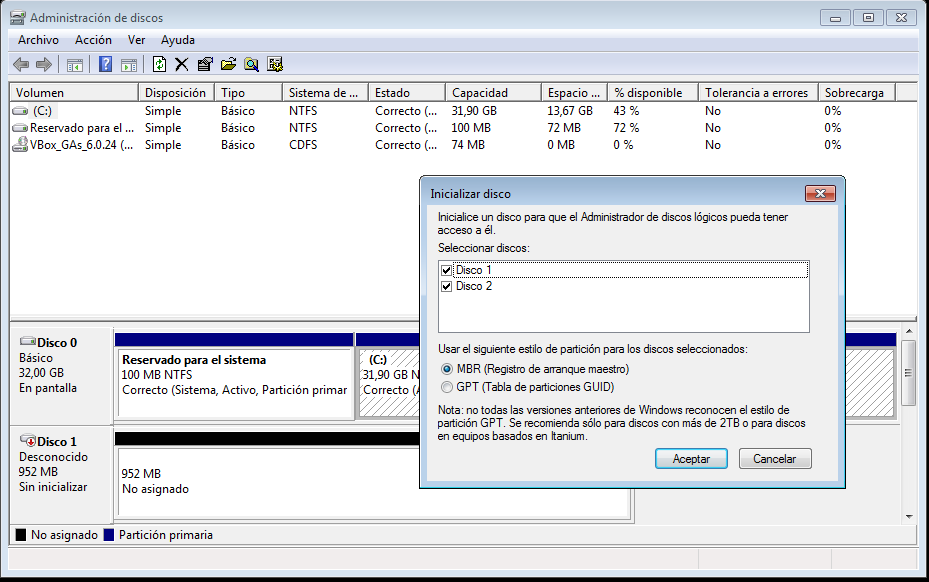 Administración de discos
Archivo Acción Ver Ayuda
Volumen Disposición Tipo Sistema de ... Estado Capacidad Espacio ... % disponible Tolerancia a errores Sobrecarga
(C:) Simple Básico NTFS Correcto (... 31,90 GB 13,67 GB 43 % No 0%
Reservado para el ... Simple Básico NTFS Correcto (... 100 MB 72 MB 72 % No 0%
VBox_GAs_6.0.24 (... Simple Básico CDFS Correcto (... 74 MB 0 MB 0 % No 0%
Inicializar disco
Inicialice un disco para que el Administrador de discos lógicos pueda tener
acceso a él.
Seleccionar discos:
Disco 1
Disco 2
Usar el siguiente estilo de partición para los discos seleccionados:
MBR (Registro de arranque maestro)
GPT (Tabla de particiones GUID)
Nota: no todas las versiones anteriores de Windows reconocen el estilo de
partición GPT. Se recomienda sólo para discos con más de 2TB o para discos
en equipos basados en Itanium.
Aceptar Cancelar
Disco 0
Básico
32,00 GB
En pantalla
Reservado para el sistema
100 MB NTFS
Correcto (Sistema, Activo, Partición primar
(C:)
31,90 GB N
Correcto (
Disco 1
Desconocido
952 MB
Sin inicializar
952 MB
No asignado
No asignado Partición primaria